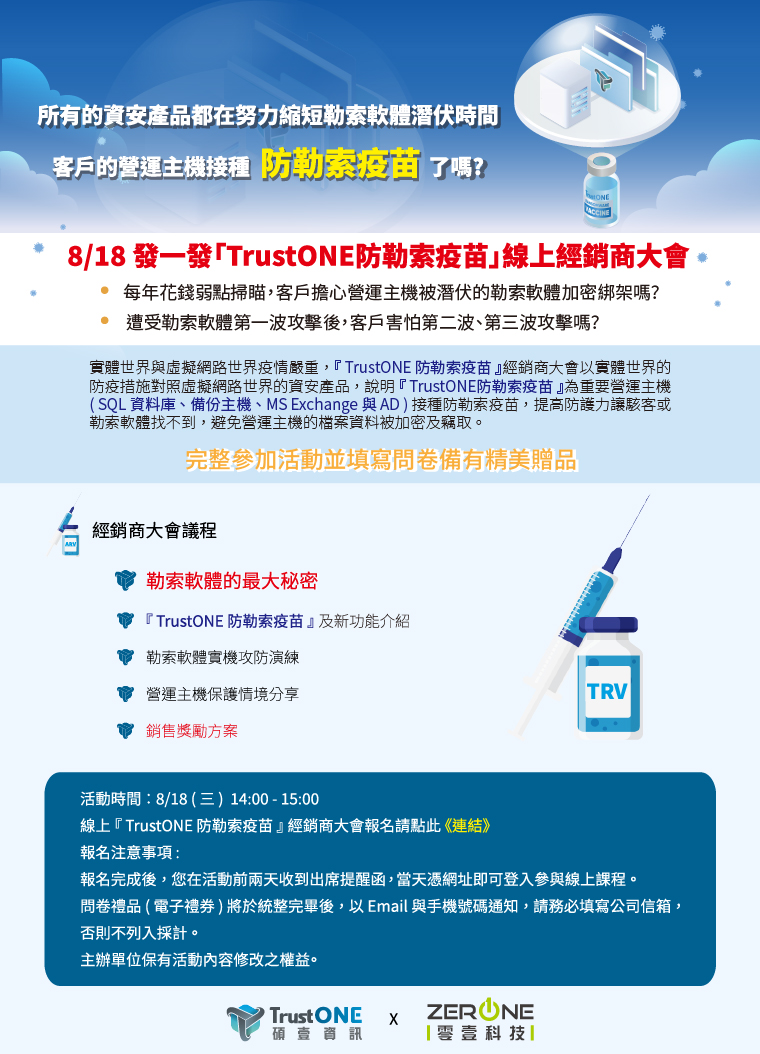 所有的資安產品都在努力縮短勒索軟體潛伏時間
客戶的營運主機接種 防勒索疫苗 了嗎?
VACCINE
8/18 發一發「TrustONE防勒索疫苗」線上經銷商大會
每年花錢弱點掃瞄,客戶擔心營運主機被潛伏的勒索軟體加密綁架嗎?
遭受勒索軟體第一波攻擊後,客戶害怕第二波、第三波攻擊嗎?
實體世界與虛擬網路世界疫情嚴重,『 TrustONE 防勒索疫苗 』經銷商大會以實體世界的
防疫措施對照虛擬網路世界的資安產品,說明『 TrustONE防勒索疫苗 』為重要營運主機
( SQL 資料庫、備份主機、MS Exchange 與 AD ) 接種防勒索疫苗,提高防護力讓駭客或
勒索軟體找不到,避免營運主機的檔案資料被加密及竊取。
完整參加活動並填寫問卷備有精美贈品
ARV
經銷商大會議程
勒索軟體的最大秘密
『 TrustONE 防勒索疫苗 』及新功能介紹
勒索軟體實機攻防演練
營運主機保護情境分享
銷售獎勵方案
TRV
活動時間:8/18 ( 三 ) 14:00 - 15:00
線上『 TrustONE 防勒索疫苗 』經銷商大會報名請點此《連結》
報名注意事項 :
報名完成後,您在活動前兩天收到出席提醒函,當天憑網址即可登入參與線上課程。
問卷禮品 ( 電子禮券 ) 將於統整完畢後,以 Email 與手機號碼通知,請務必填寫公司信箱,
否則不列入採計。
主辦單位保有活動內容修改之權益。
TrustONE
碩壹資訊
X
ZERONE
零壹科技